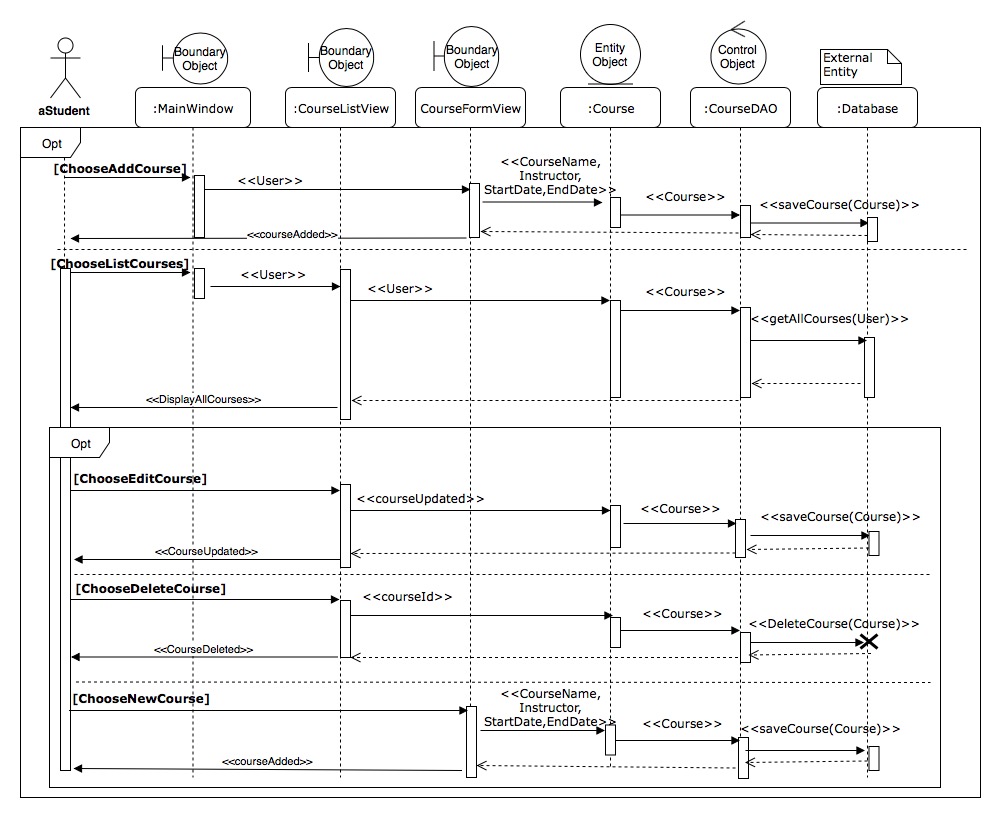 Boundary
Object
Boundary
Object
Boundary
Object
Entity
Object
Control
Object
External
Entity
aStudent
:MainWindow
:CourseListView
CourseFormView
:Course
:CourseDAO
:Database
Opt
[ChooseAddCourse]
<<User>>
<<CourseName,
Instructor,
StartDate,EndDate>>
<<Course>>
<<saveCourse(Course)>>
<<courseAdded>>
[ChooseListCourses]
<<User>>
<<User>>
<<Course>>
<<getAllCourses(User)>>
<<DisplayAllCourses>>
Opt
[ChooseEditCourse]
<<courseUpdated>>
<<Course>>
<<saveCourse(Course)>>
<<CourseUpdated>>
[ChooseDeleteCourse]
<<courseId>>
<<Course>>
<<DeleteCourse(Course)>>
<<CourseDeleted>>
[ChooseNewCourse]
<<CourseName,
Instructor,
StartDate,EndDate>>
<<Course>>
<<saveCourse(Course)>>
<<courseAdded>>